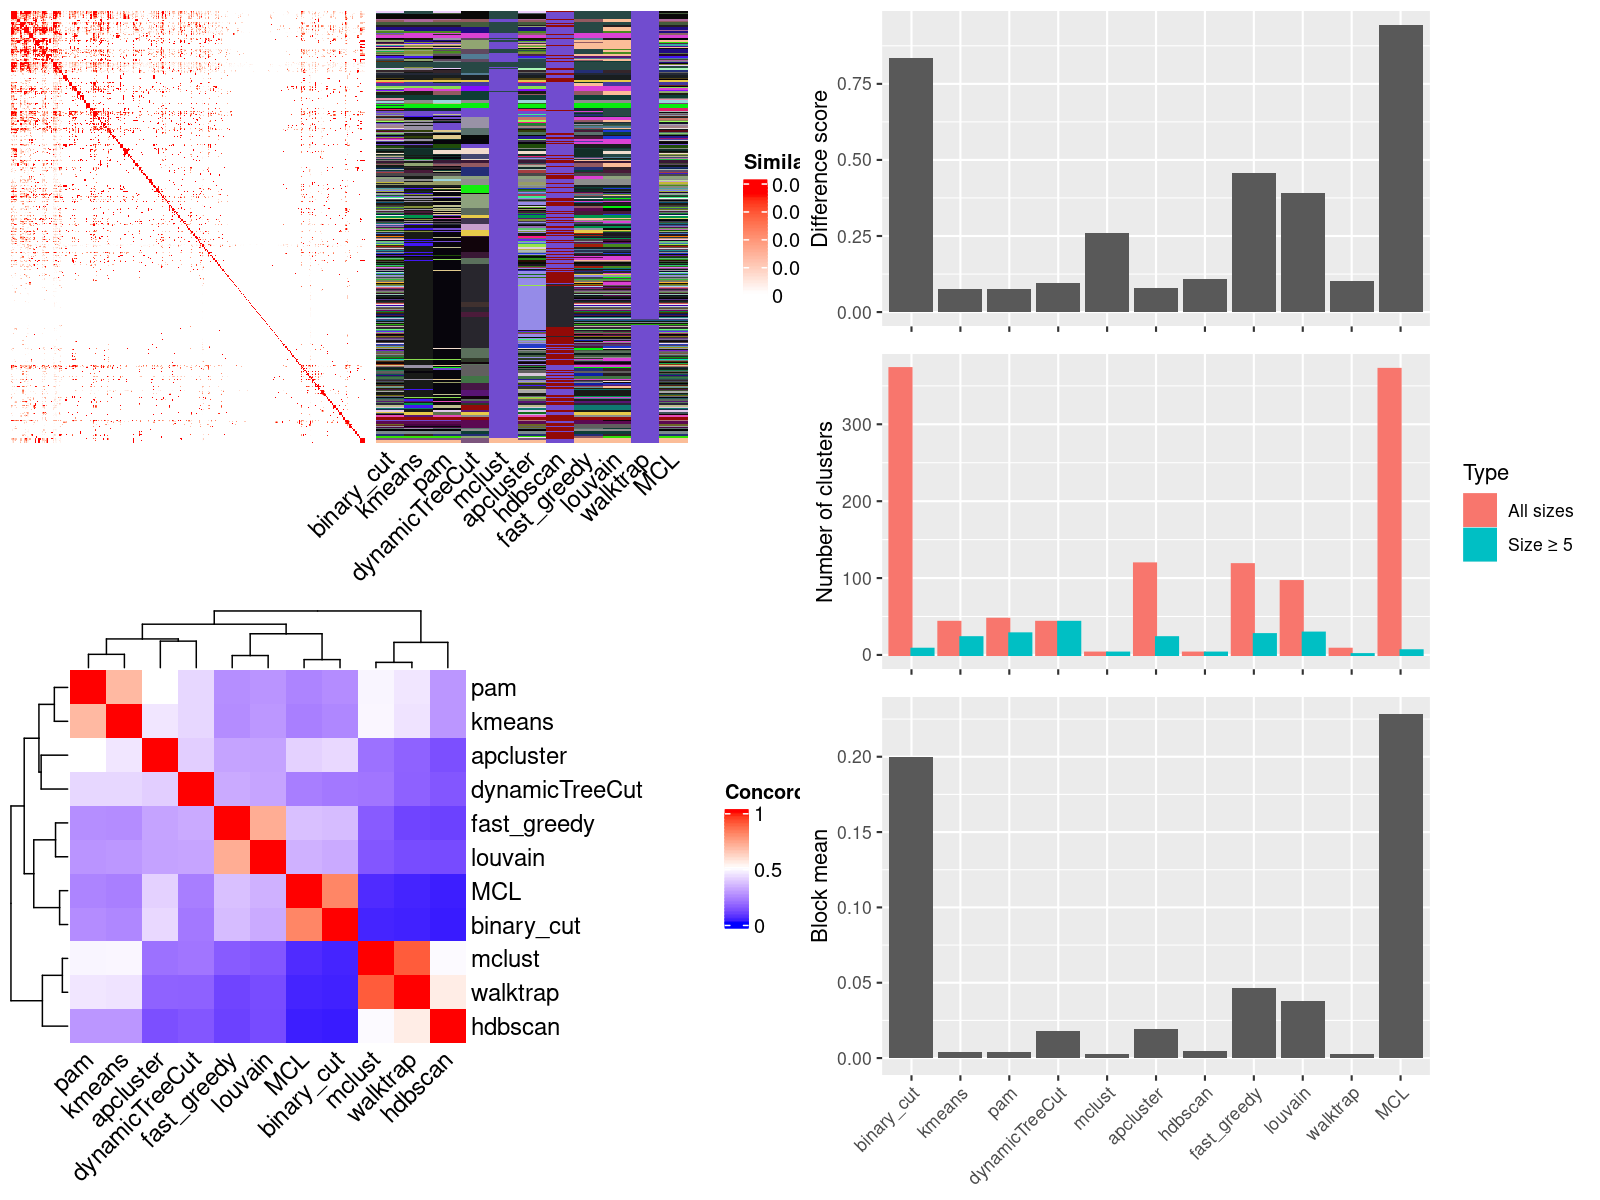 Simila
0.0
0.0
0.0
0.0
0
binary_cut
kmeans
pam
dynamicTreeCut
mclust
apcluster
hdbscan
fast_greedy
louvain
walktrap
MCL
Difference score
0.75
0.50
0.25
0.00
Number of clusters
300
200
100
0
Type
All sizes
Size ≥ 5
pam
kmeans
apcluster
dynamicTreeCut
fast_greedy
louvain
MCL
binary_cut
mclust
walktrap
hdbscan
pam
kmeans
apcluster
dynamicTreeCut
fast_greedy
louvain
MCL
binary_cut
mclust
walktrap
hdbscan
Concord
1
0.5
0
Block mean
0.20
0.15
0.10
0.05
0.00
binary_cut
kmeans
pam
dynamicTreeCut
mclust
apcluster
hdbscan
fast_greedy
louvain
walktrap
MCL